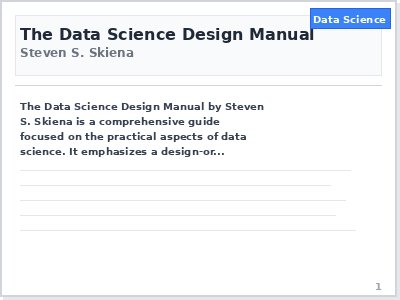 Data Science
The Data Science Design Manual
Steven S. Skiena
The Data Science Design Manual by Steven
S. Skiena is a comprehensive guide
focused on the practical aspects of data
science. It emphasizes a design-or...
1